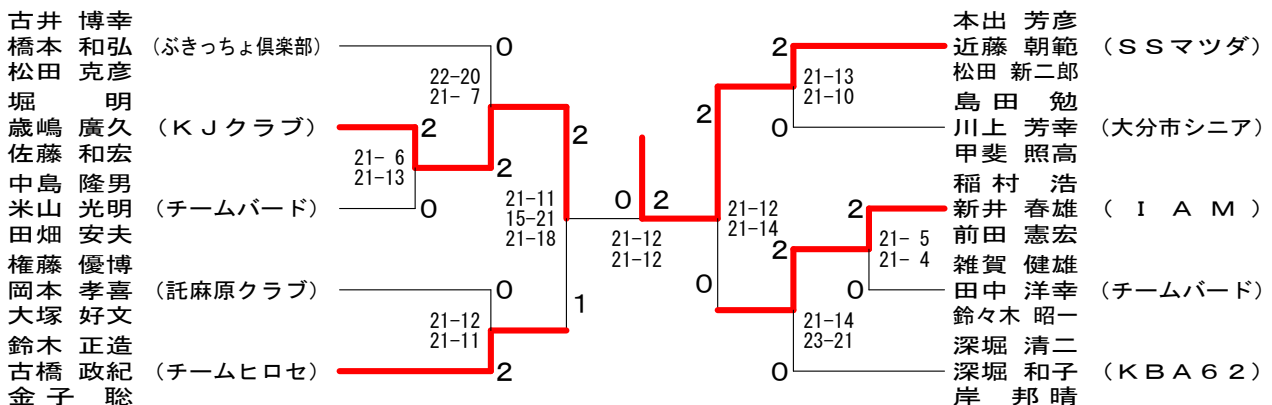 古井 博幸
橋本 和弘 (ぶきっちょ倶楽部)
松田 克彦
堀 明
歳嶋 廣久 (KJクラブ)
佐藤 和宏
中島 隆男
米山 光明 (チームバード)
田畑 安夫
権藤 優博
岡本 孝喜 (託麻原クラブ)
大塚 好文
鈴木 正造
古橋 政紀 (チームヒロセ)
金子 聡
0
22-20
21- 7
2
21- 6
21-13
2
0
2
21-11
15-21
21-18
0
21-12
21-11
1
2
0 2
21-12
21-12
2
21-13
21-10
2
0
21-12
21-14
2
21- 5
21- 4
2
0
0
21-14
23-21
0
本出 芳彦
近藤 朝範 (SSマツダ)
松田 新二郎
島田 勉
川上 芳幸 (大分市シニア)
甲斐 照高
稲村 浩
新井 春雄 (IAM)
前田 憲宏
雑賀 健雄
田中 洋幸 (チームバード)
鈴々木 昭一
深堀 清二
深堀 和子 (KBA62)
岸 邦晴